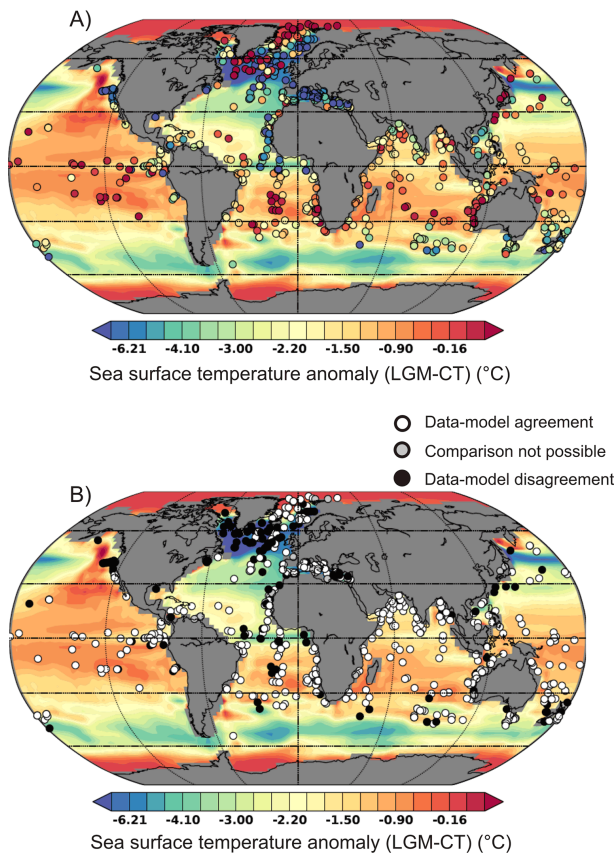 A)
-6.21 -4.10 -3.00 -2.20 -1.50 -0.90 -0.16
Sea surface temperature anomaly (LGM-CT) (°C)
Data-model agreement
Comparison not possible
Data-model disagreement
B)
-6.21 -4.10 -3.00 -2.20 -1.50 -0.90 -0.16
Sea surface temperature anomaly (LGM-CT) (°C)